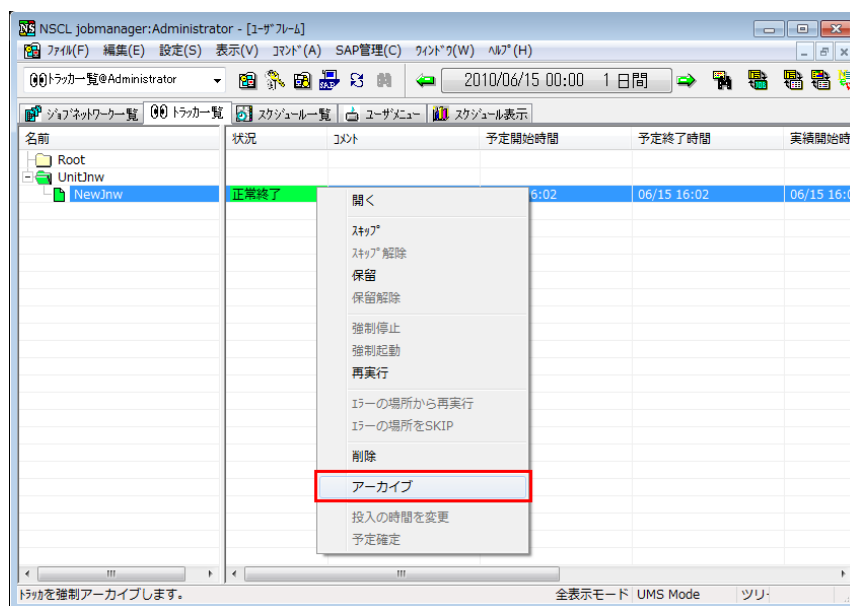 NS NSCL jobmanager:Administrator - [ﾕｰｻﾞﾌﾚｰﾑ]
ﾌｧｲﾙ(F) 編集(E) 設定(S) 表示(V) ｺﾏﾝﾄﾞ(A) SAP管理(C) ｳｨﾝﾄﾞｳ(W) ﾍﾙﾌﾟ(H)
ﾄﾗｯｶｰ一覧@Administrator 2010/06/15 00:00 1 日間
ｼﾞｮﾌﾞﾈｯﾄﾜｰｸ一覧 ﾄﾗｯｶｰ一覧 ｽｹｼﾞｭｰﾙ一覧 ﾕｰｻﾞﾒﾆｭｰ ｽｹｼﾞｭｰﾙ表示
名前 状況 ｺﾒﾝﾄ 予定開始時間 予定終了時間 実績開始時
Root
UnitJnw
NewJnw 正常終了 6:02 06/15 16:02 06/15 16:0
開く
ｽｷｯﾌﾟ
ｽｷｯﾌﾟ解除
保留
保留解除
強制停止
強制起動
再実行
ｴﾗｰの場所から再実行
ｴﾗｰの場所をSKIP
削除
アーカイブ
投入の時間を変更
予定確定
ﾄﾗｯｶを強制アーカイブします。 全表示モード UMS Mode ツリ